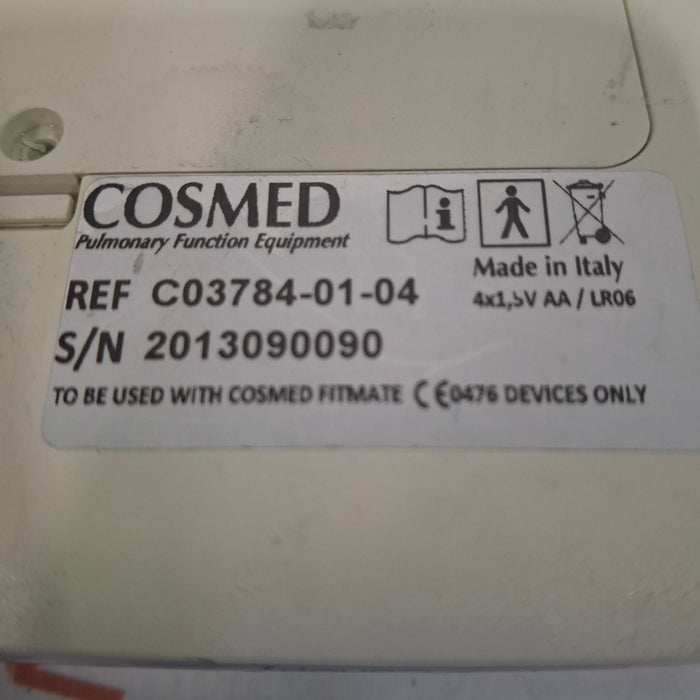 COSMED
Pulmonary Function Equipment
i
Made in Italy
REF C03784-01-04
4x1,5V AA / LR06
S/N 2013090090
TO BE USED WITH COSMED FITMATE CE0476 DEVICES ONLY